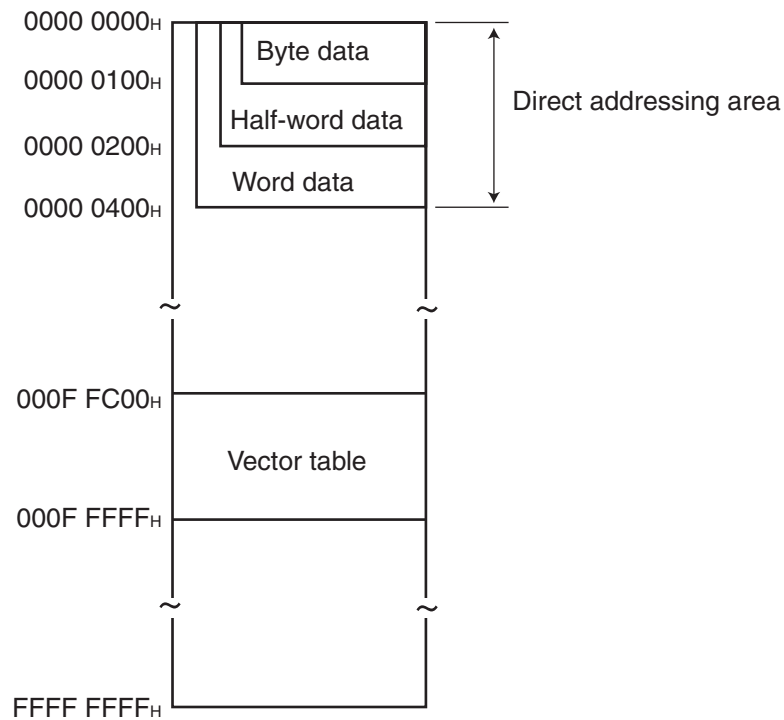 0000 0000H
Byte data
0000 0100H
Direct addressing area
Half-word data
0000 0200H
Word data
0000 0400H
~ ~
000F FC00H
Vector table
000F FFFFH
~ ~
FFFF FFFFH